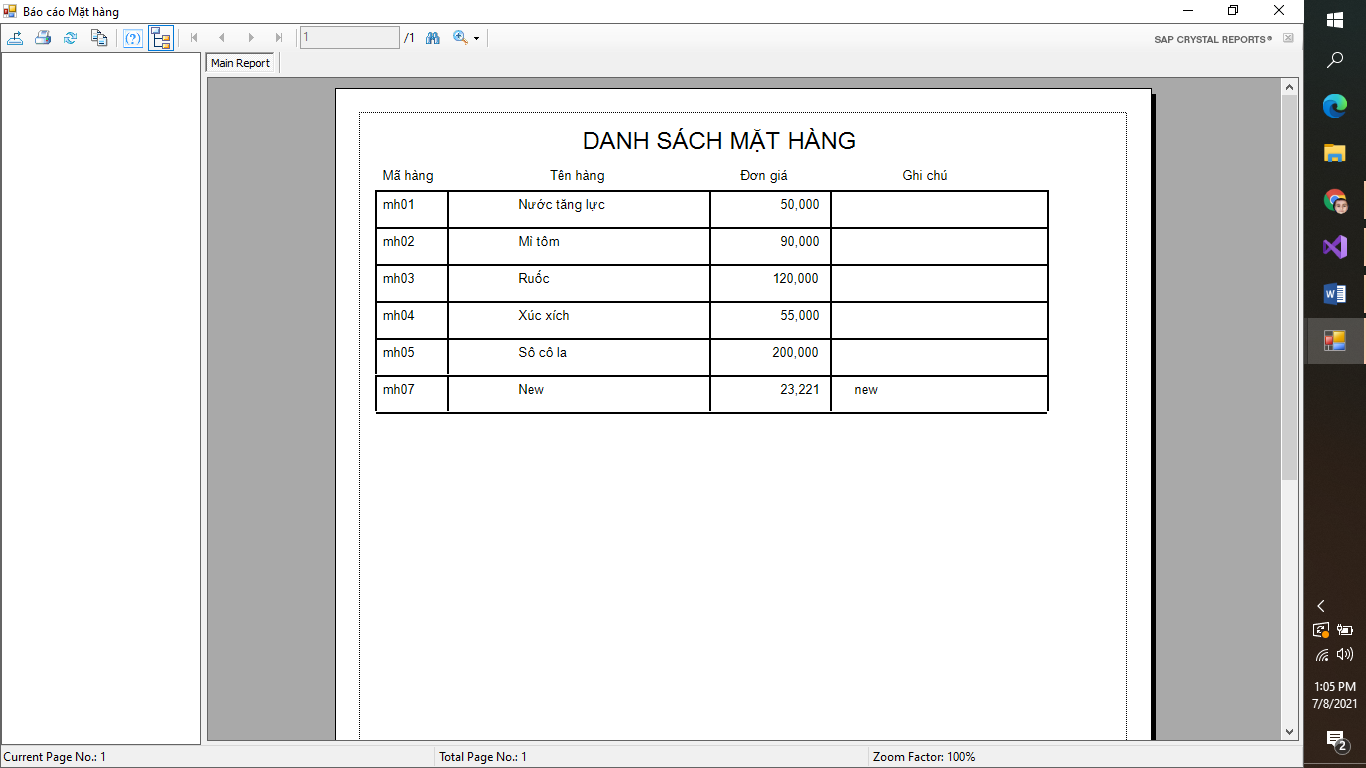 Báo cáo Mặt hàng
1 /1
SAP CRYSTAL REPORTS®
Main Report
DANH SÁCH MẶT HÀNG
Mã hàng Tên hàng Đơn giá Ghi chú
mh01 Nước tăng lực 50,000
mh02 Mì tôm 90,000
mh03 Ruốc 120,000
mh04 Xúc xích 55,000
mh05 Sô cô la 200,000
mh07 New 23,221 new
1:05 PM
7/8/2021
2
Current Page No.: 1 Total Page No.: 1 Zoom Factor: 100%